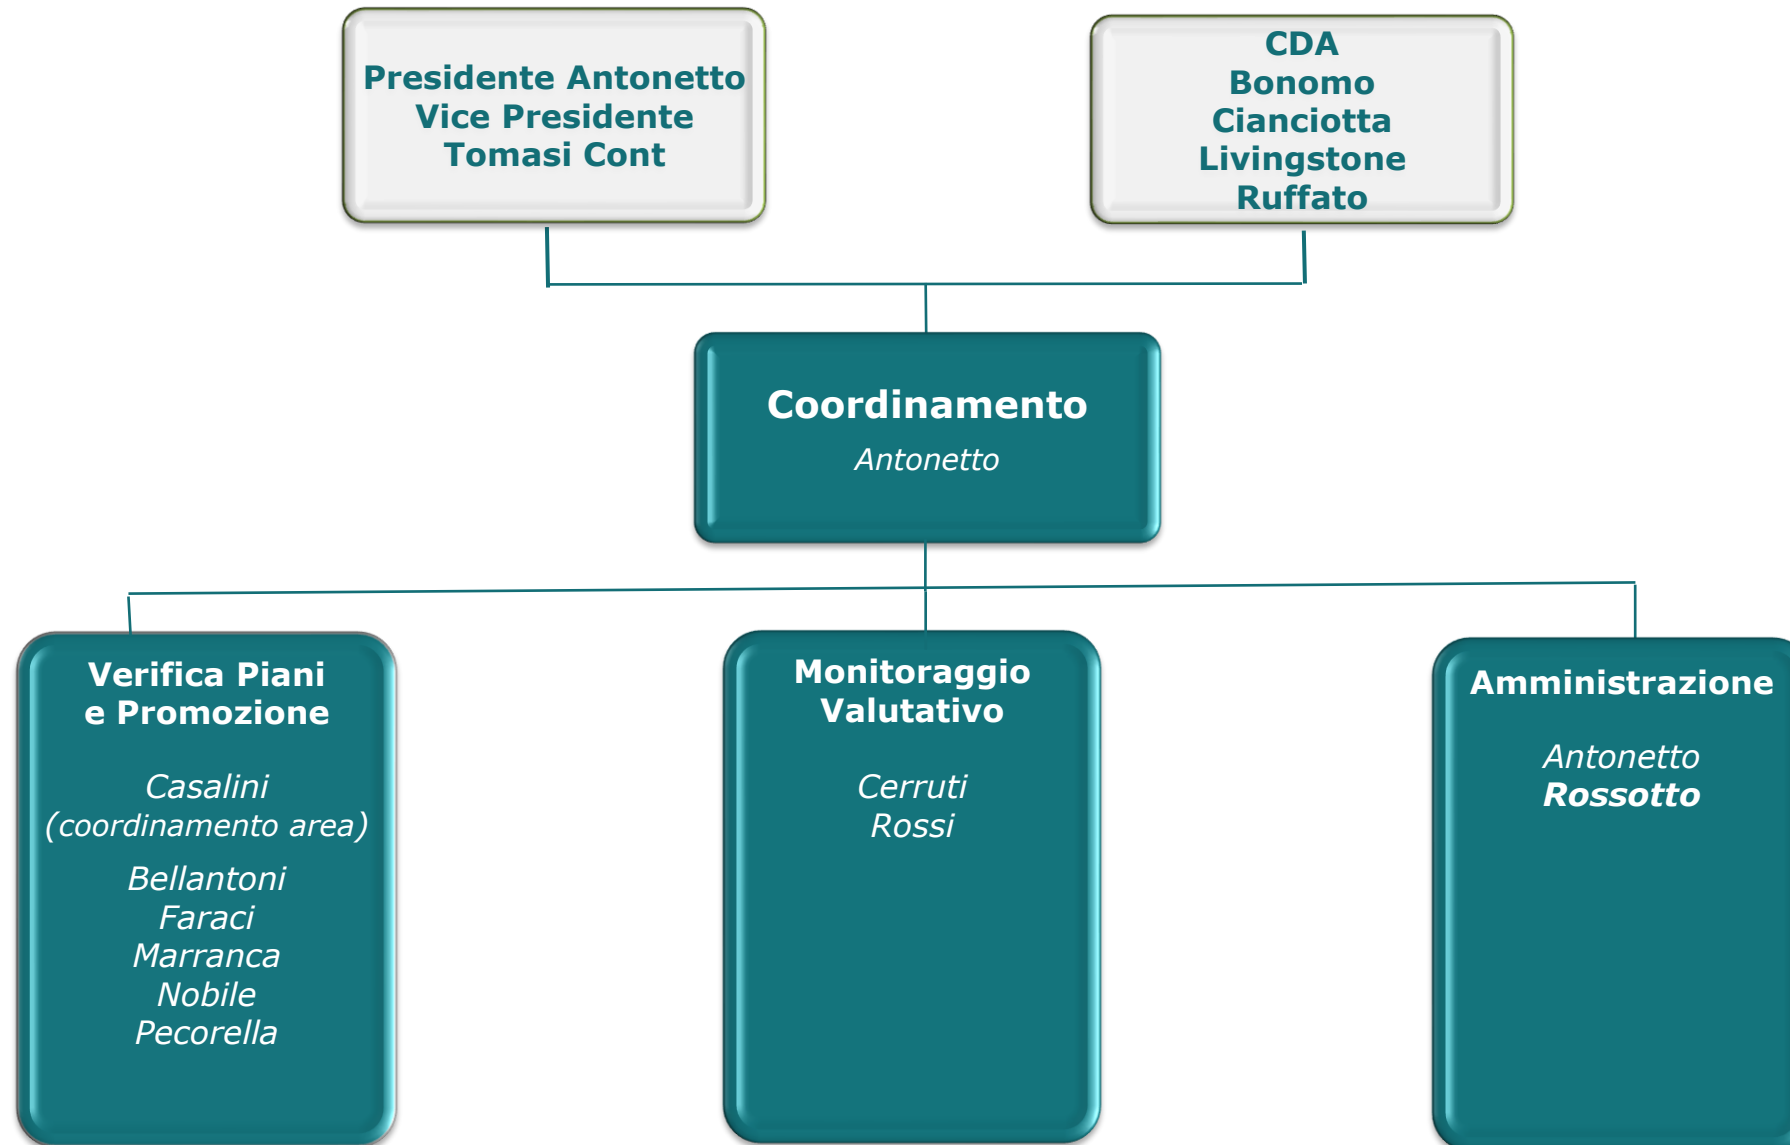 Presidente Antonetto
Vice Presidente
Tomasi Cont
CDA
Bonomo
Cianciotta
Livingstone
Ruffato
Coordinamento
Antonetto
Verifica Piani
e Promozione
Casalini
(coordinamento area)
Bellantoni
Faraci
Marranca
Nobile
Pecorella
Monitoraggio
Valutativo
Cerruti
Rossi
Amministrazione
Antonetto
Rossotto